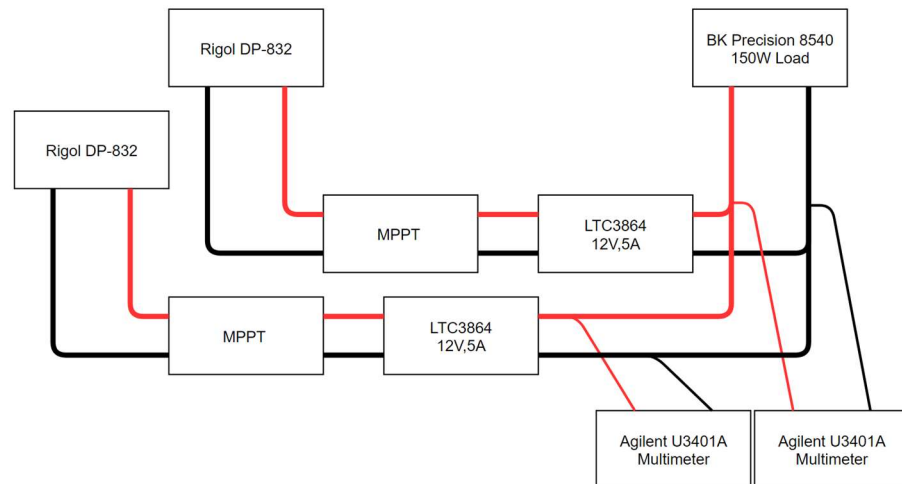 Rigol DP-832
BK Precision 8540
150W Load
Rigol DP-832
MPPT
LTC3864
12V,5A
MPPT
LTC3864
12V,5A
Agilent U3401A
Multimeter
Agilent U3401A
Multimeter